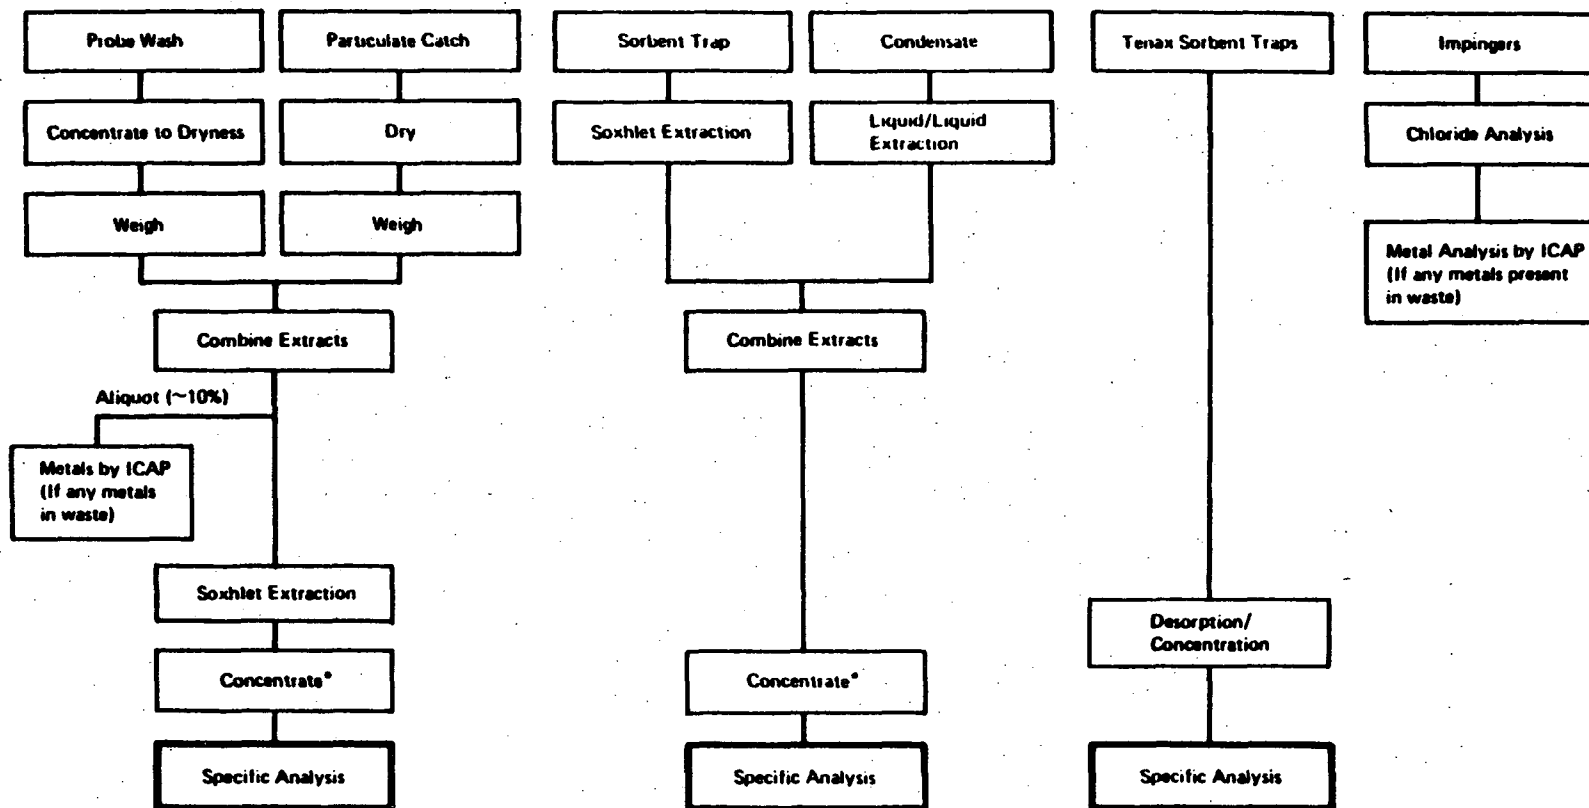 Probe Wash
Particulate Catch
Sorbent Trap
Condensate
Tenax Sorbent Traps
Impingers
Concentrate to Dryness
Dry
Soxhlet Extraction
Liquid/Liquid
Extraction
Chloride Analysis
Weigh
Weigh
Metal Analysis by ICAP
(If any metals present
in waste)
Combine Extracts
Combine Extracts
Aliquot (~10%)
Metals by ICAP
(If any metals
in waste)
Soxhlet Extraction
Desorption/
Concentration
Concentrate*
Concentrate*
Specific Analysis
Specific Analysis
Specific Analysis